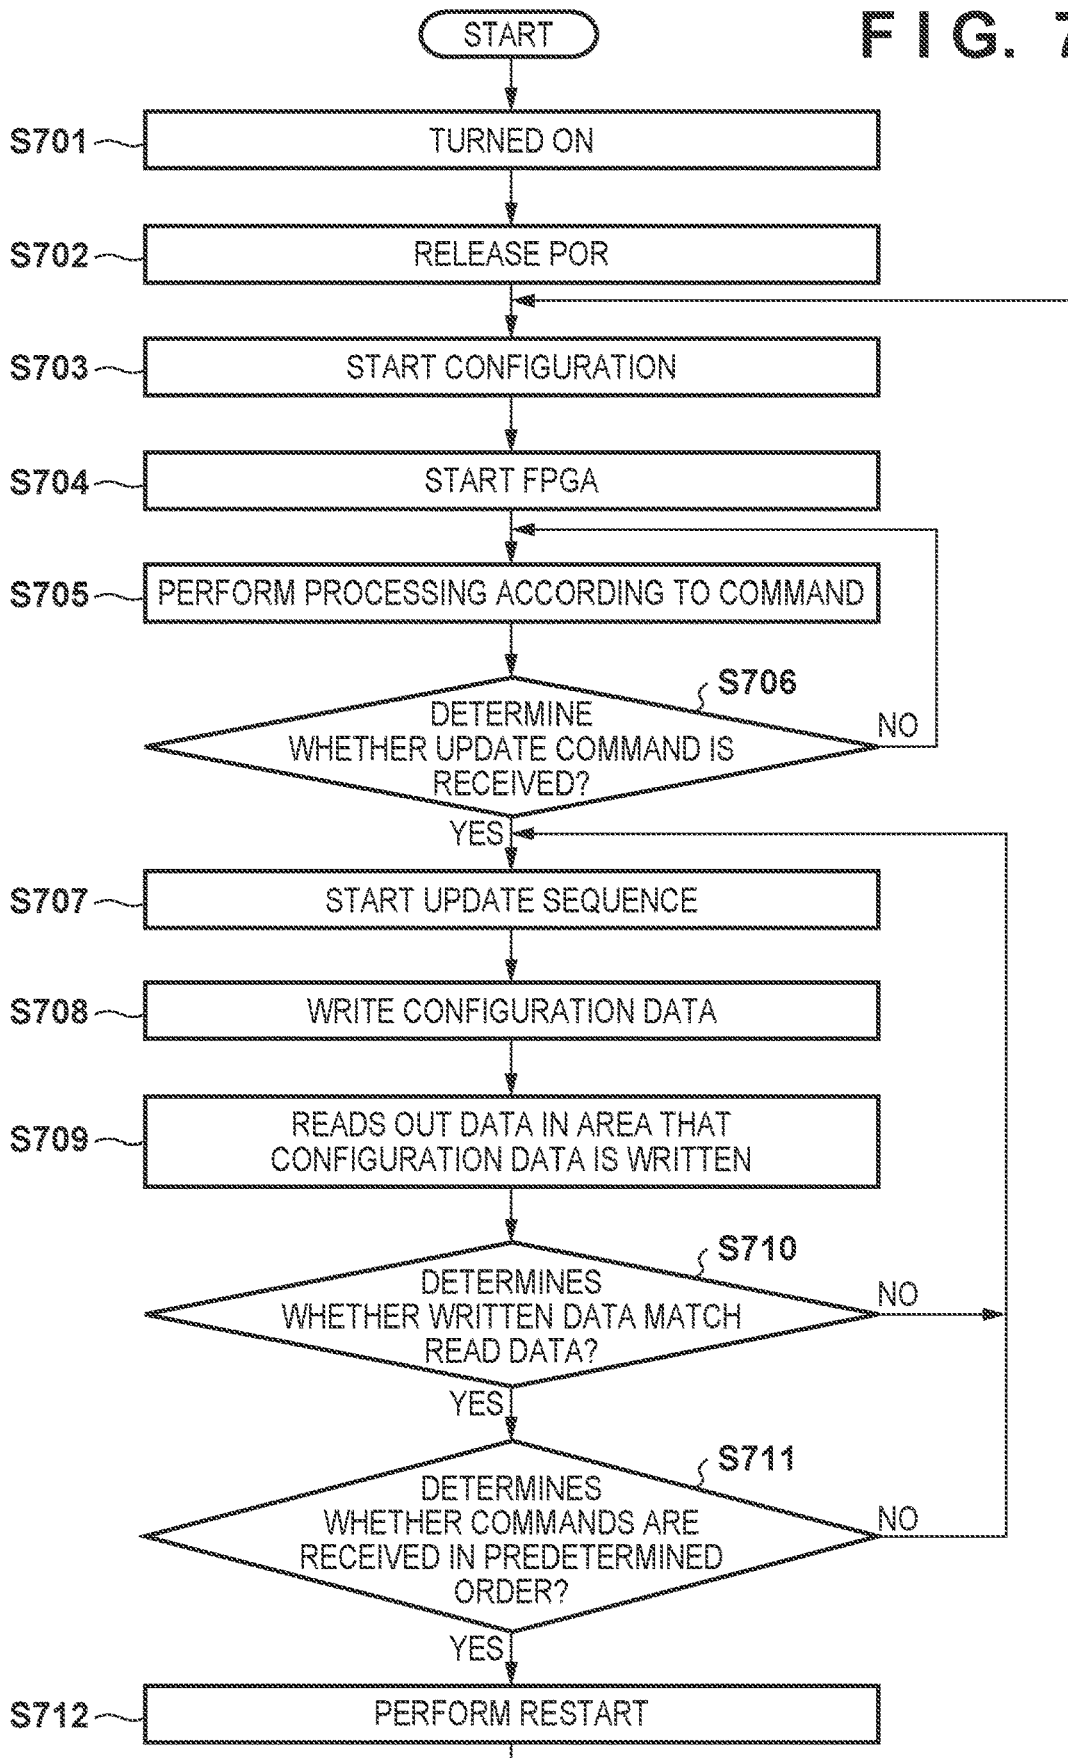 START
FIG. 7
S701
TURNED ON
S702
RELEASE POR
S703
START CONFIGURATION
S704
START FPGA
S705
PERFORM PROCESSING ACCORDING TO COMMAND
S706
DETERMINE
WHETHER UPDATE COMMAND IS
RECEIVED?
NO
YES
S707
START UPDATE SEQUENCE
S708
WRITE CONFIGURATION DATA
S709
READS OUT DATA IN AREA THAT
CONFIGURATION DATA IS WRITTEN
S710
DETERMINES
WHETHER WRITTEN DATA MATCH
READ DATA?
NO
YES
S711
DETERMINES
WHETHER COMMANDS ARE
RECEIVED IN PREDETERMINED
ORDER?
NO
YES
S712
PERFORM RESTART